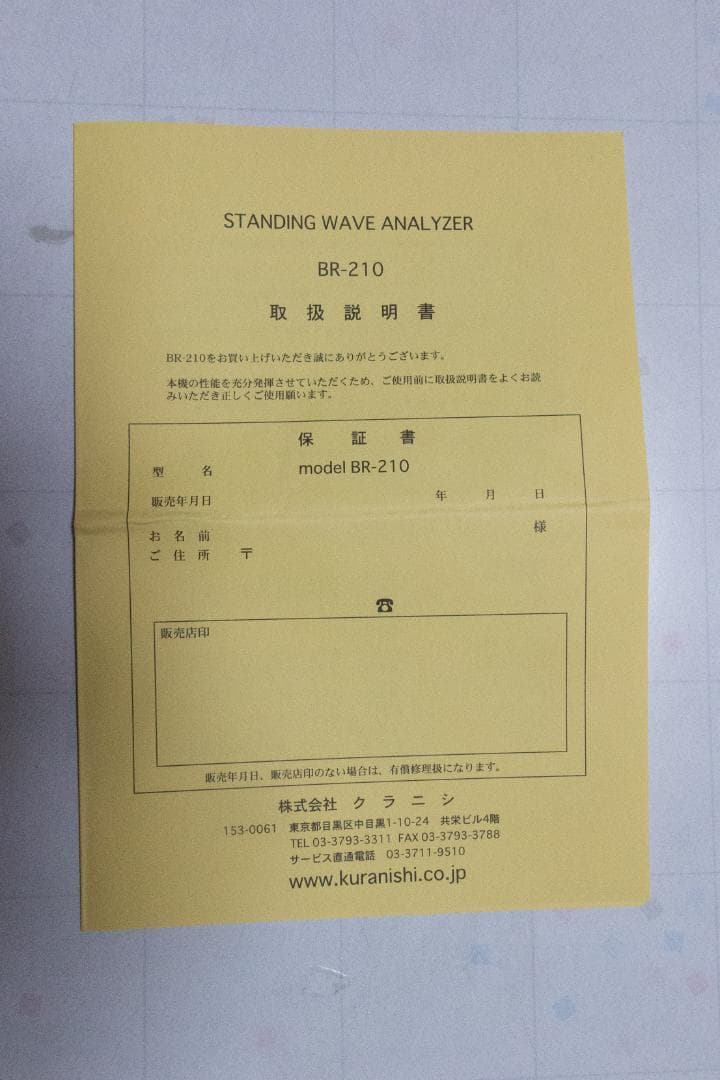 STANDING WAVE ANALYZER
BR-210
取 扱 説 明 書
BR-210をお買い上げいただき誠にありがとうございます。
本機の性能を充分発揮させていただくため、ご使用前に取扱説明書をよくお読
みいただき正しくご使用願います。
保 証 書
型 名 model BR-210
販売年月日 年 月 日
お 名 前 様
ご 住 所 〒
☎
販売店印
販売年月日、販売店印のない場合は、有償修理扱になります。
株式会社 ク ラ ニ シ
153-0061 東京都目黒区中目黒1-10-24 共栄ビル4階
TEL 03-3793-3311 FAX 03-3793-3788
サービス直通電話 03-3711-9510
www.kuranishi.co.jp